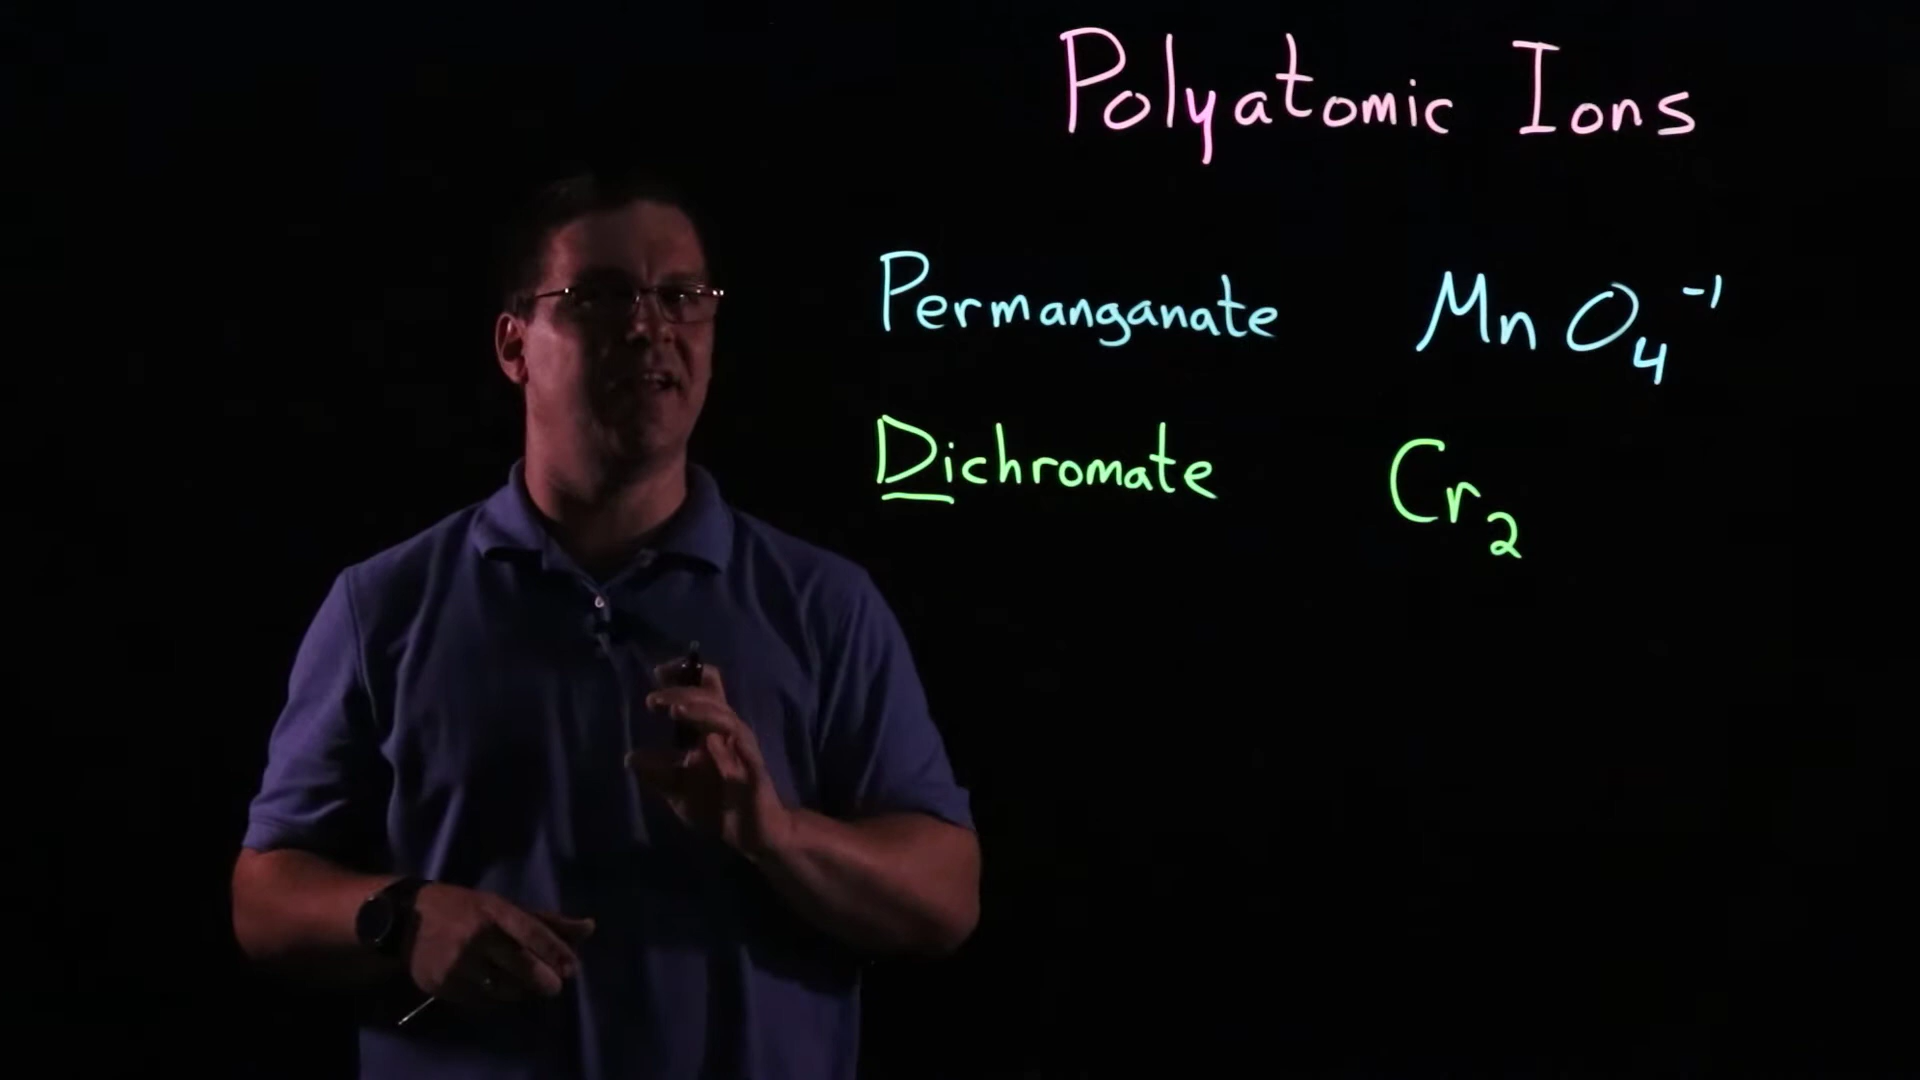 Polyatomic Ions
Permanganate MnO₄⁻¹
Dichromate Cr₂